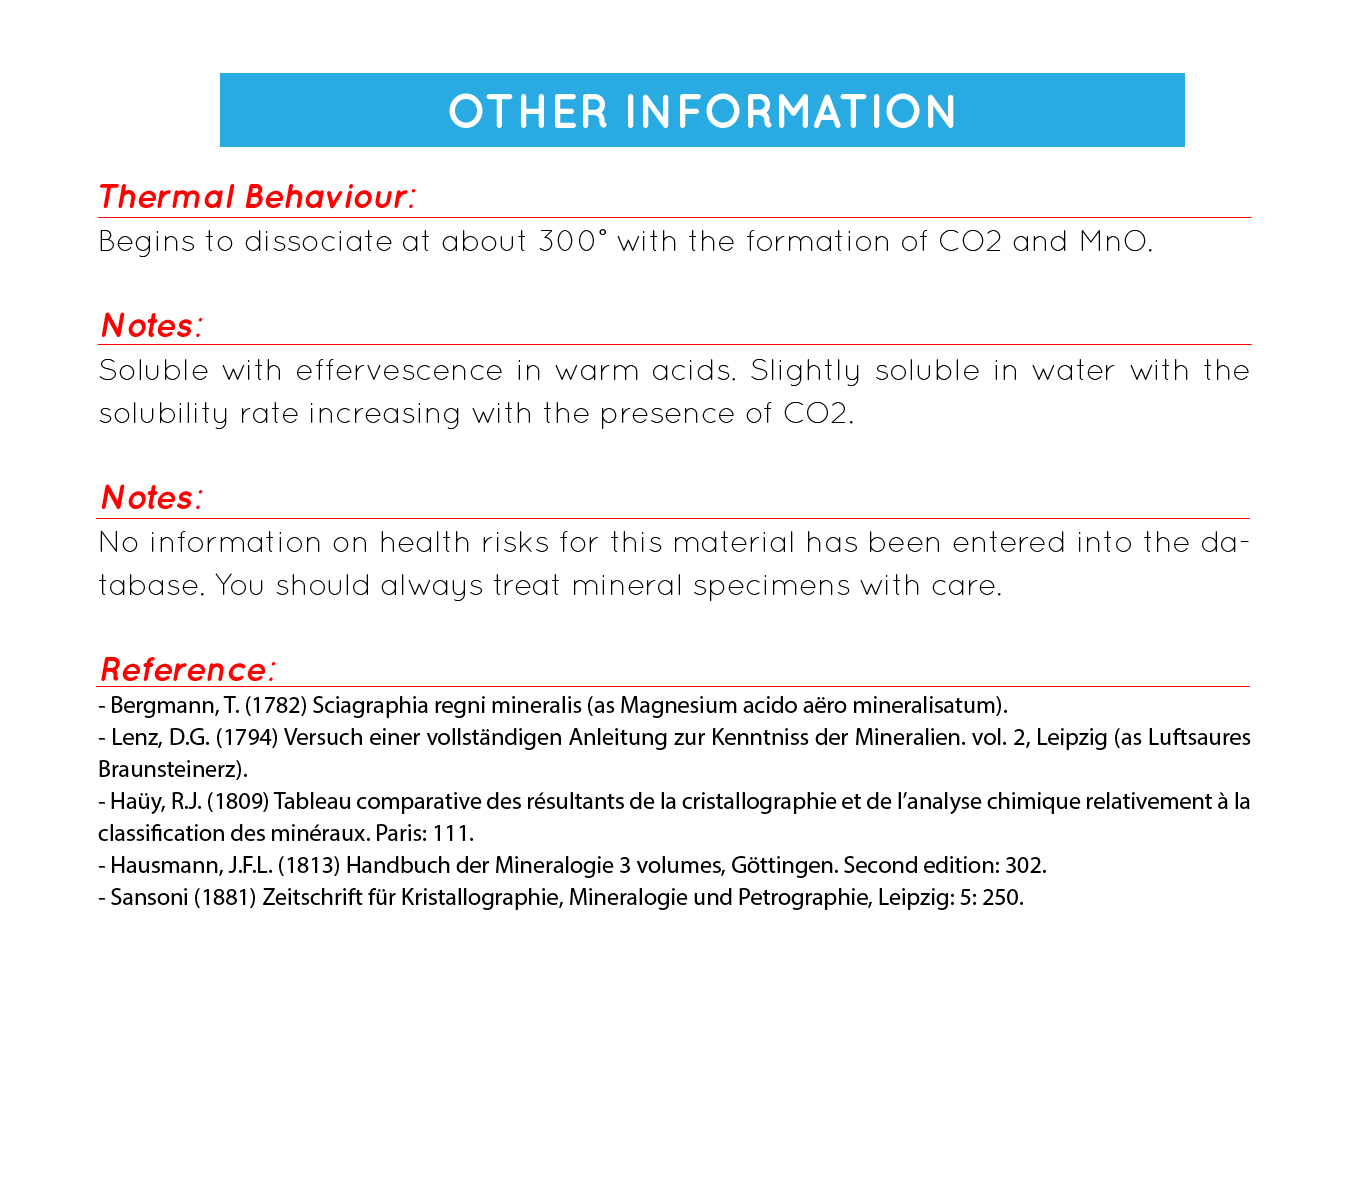 OTHER INFORMATION
Thermal Behaviour:
Begins to dissociate at about 300° with the formation of CO2 and MnO.
Notes:
Soluble with effervescence in warm acids. Slightly soluble in water with the
solubility rate increasing with the presence of CO2.
Notes:
No information on health risks for this material has been entered into the da-
tabase. You should always treat mineral specimens with care.
Reference:
- Bergmann, T. (1782) Sciagraphia regni mineralis (as Magnesium acido aëro mineralisatum).
- Lenz, D.G. (1794) Versuch einer vollständigen Anleitung zur Kenntniss der Mineralien. vol. 2, Leipzig (as Luftsaures
Braunsteinerz).
- Haüy, R.J. (1809) Tableau comparative des résultants de la cristallographie et de l’analyse chimique relativement à la
classification des minéraux. Paris: 111.
- Hausmann, J.F.L. (1813) Handbuch der Mineralogie 3 volumes, Göttingen. Second edition: 302.
- Sansoni (1881) Zeitschrift für Kristallographie, Mineralogie und Petrographie, Leipzig: 5: 250.